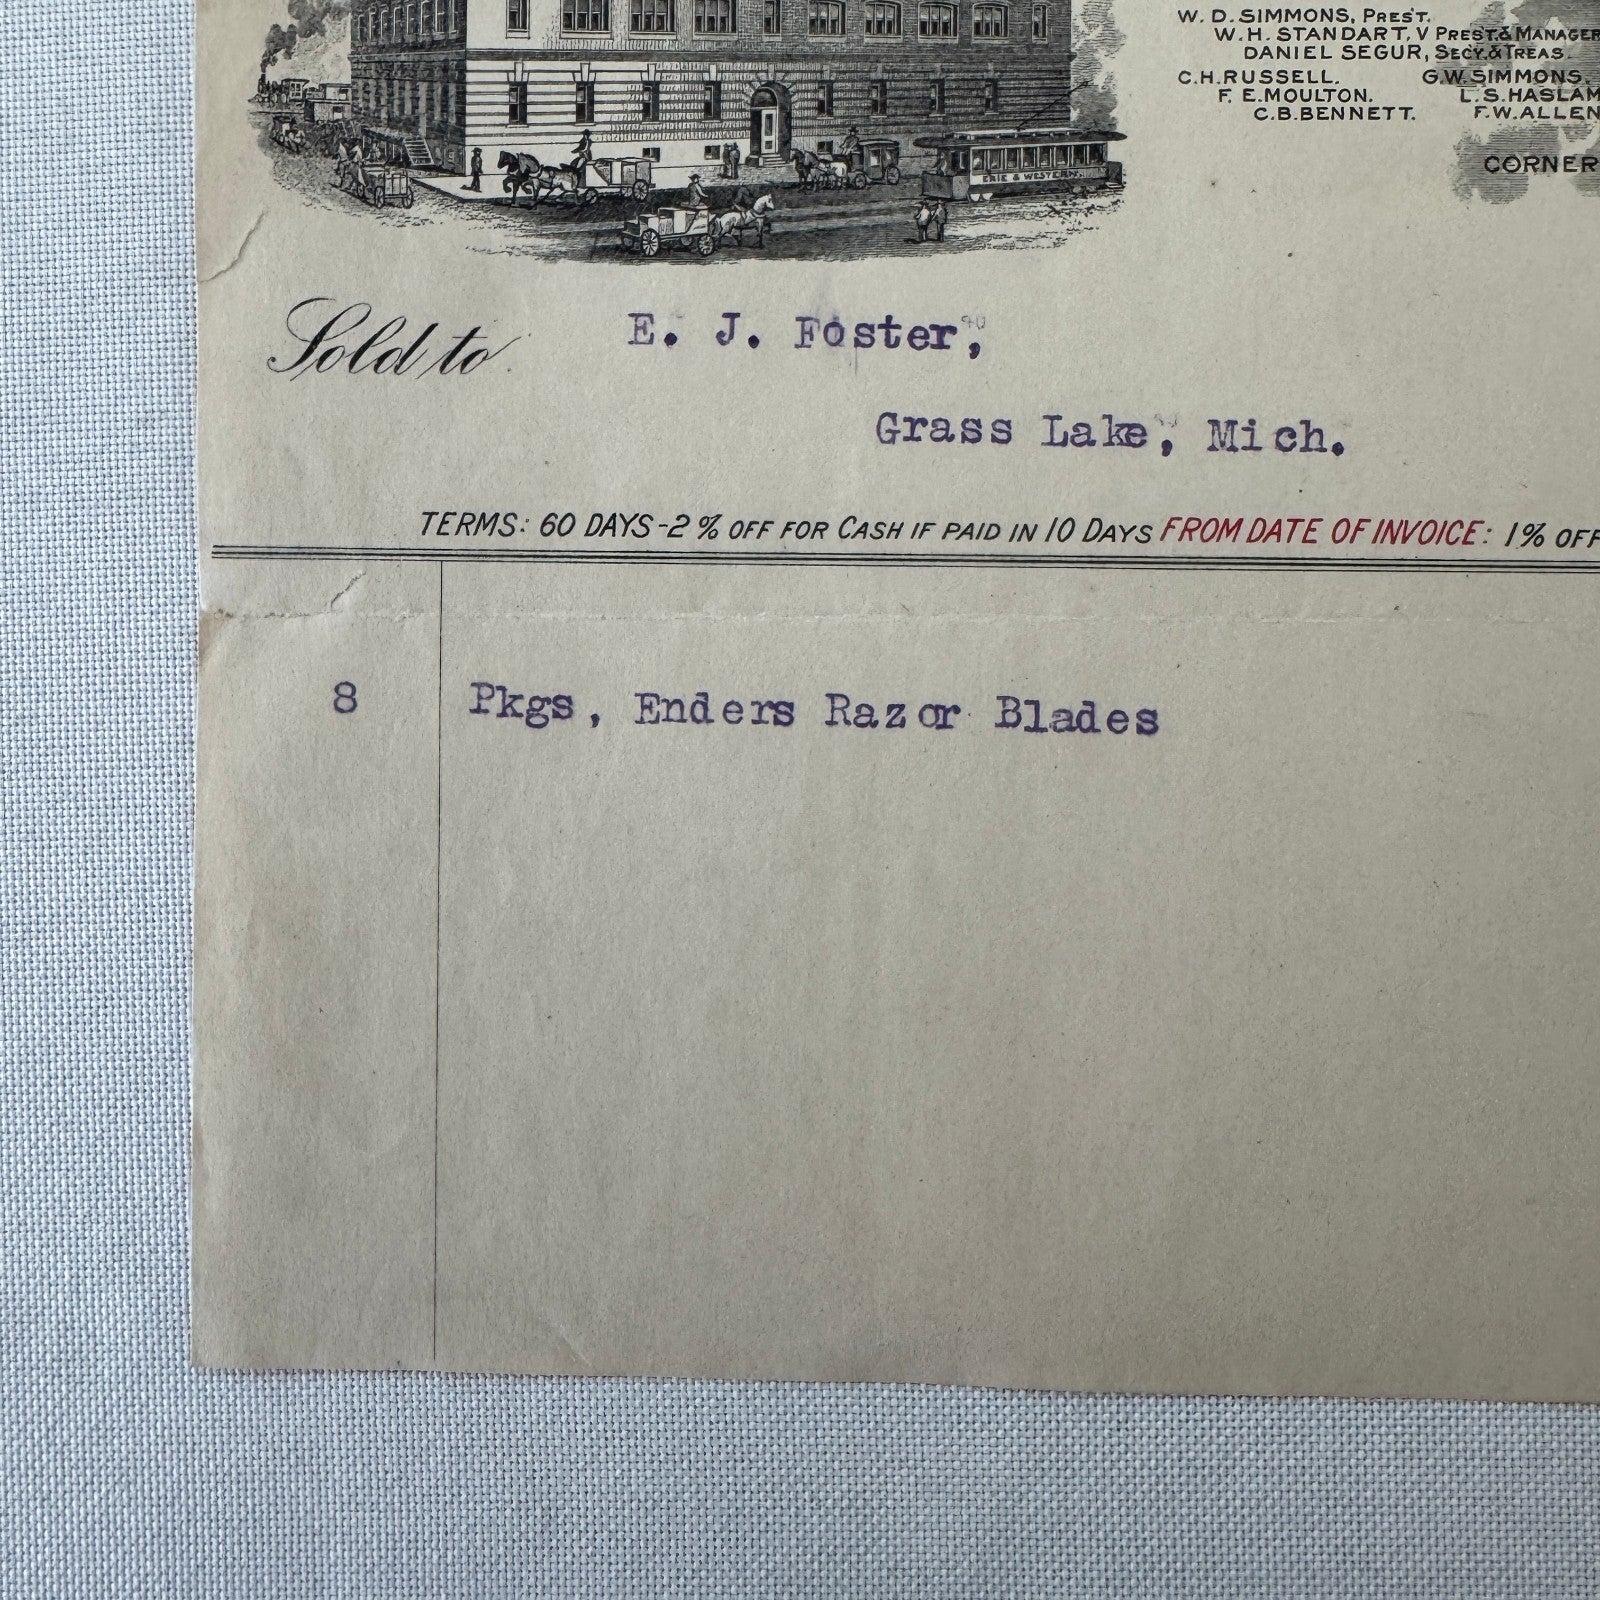 W. D. SIMMONS, PRES'T.
W. H. STANDART, V PREST. & MANAGER
DANIEL SEGUR, SECY. & TREAS.
C.H. RUSSELL. G.W. SIMMONS.
F. E. MOULTON. L. S. HASLAM
C.B. BENNETT. F.W. ALLEN
CORNER
ERIE & WESTERN.
Sold to E. J. Foster,
Grass Lake, Mich.
TERMS: 60 DAYS-2% OFF FOR CASH IF PAID IN 10 DAYS FROM DATE OF INVOICE: 1% OFF
8 Pkgs, Enders Razor Blades